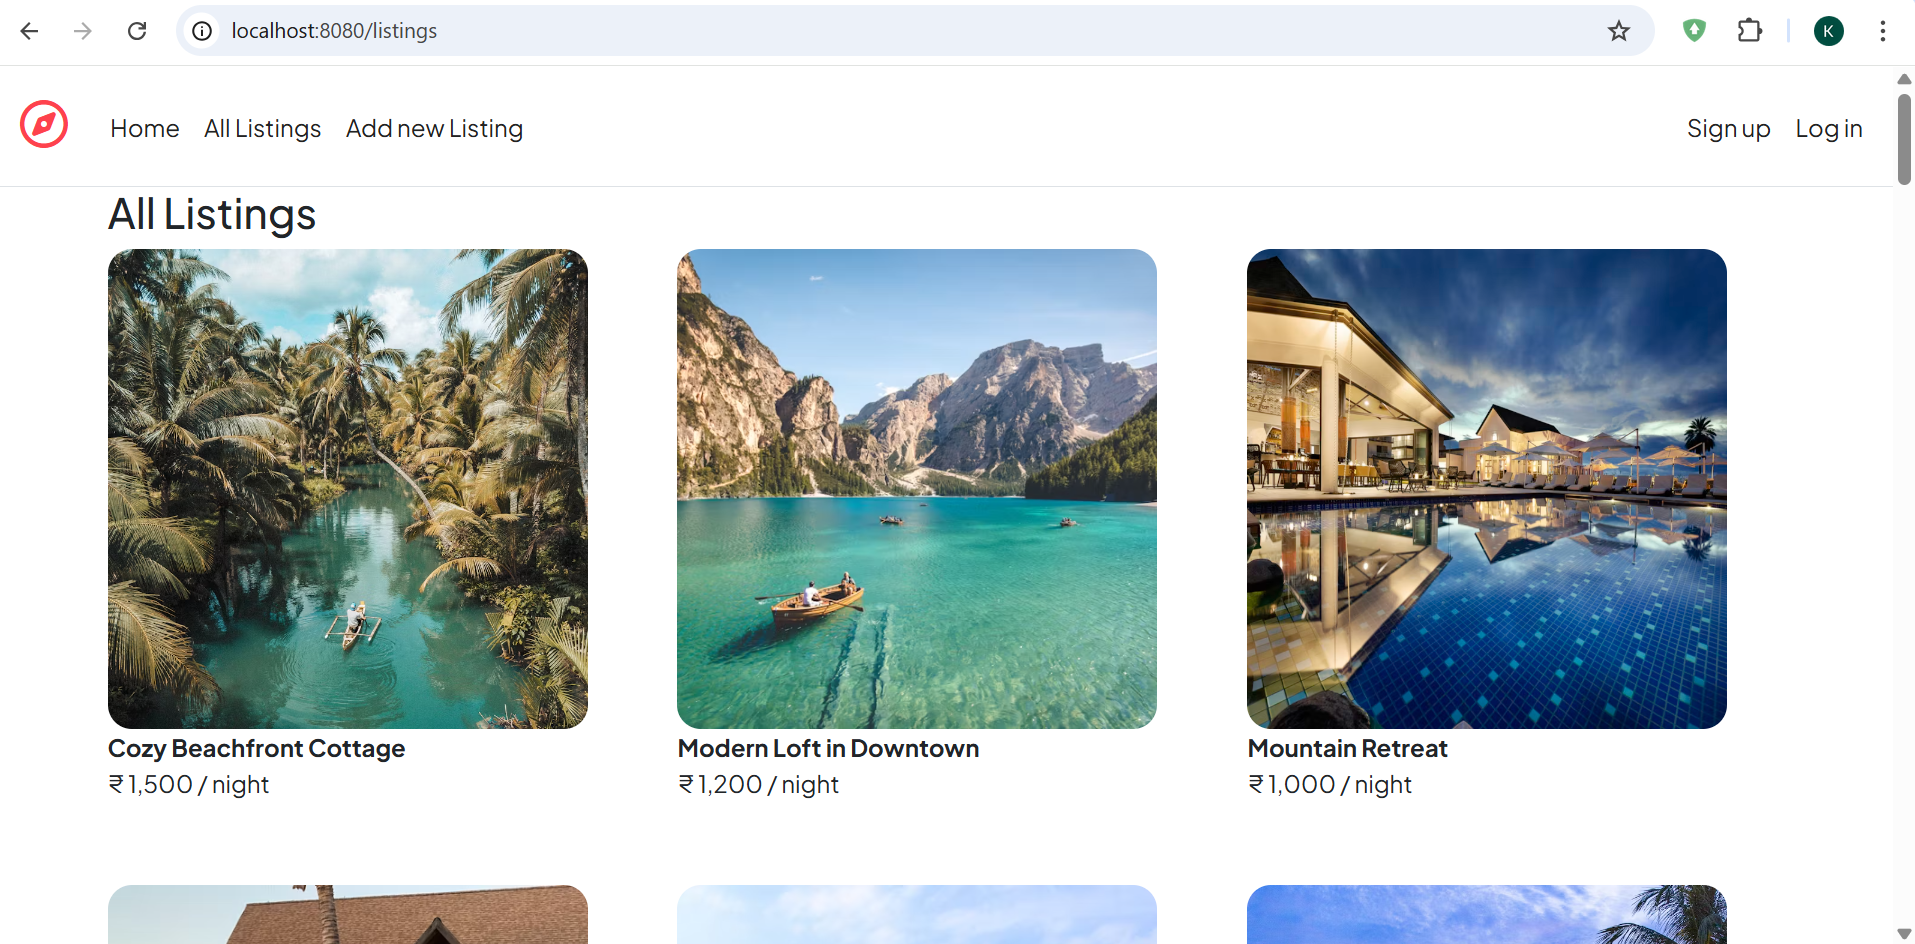 localhost:8080/listings
K
Home All Listings Add new Listing Sign up Log in
All Listings
Cozy Beachfront Cottage
₹ 1,500 / night
Modern Loft in Downtown
₹ 1,200 / night
Mountain Retreat
₹ 1,000 / night